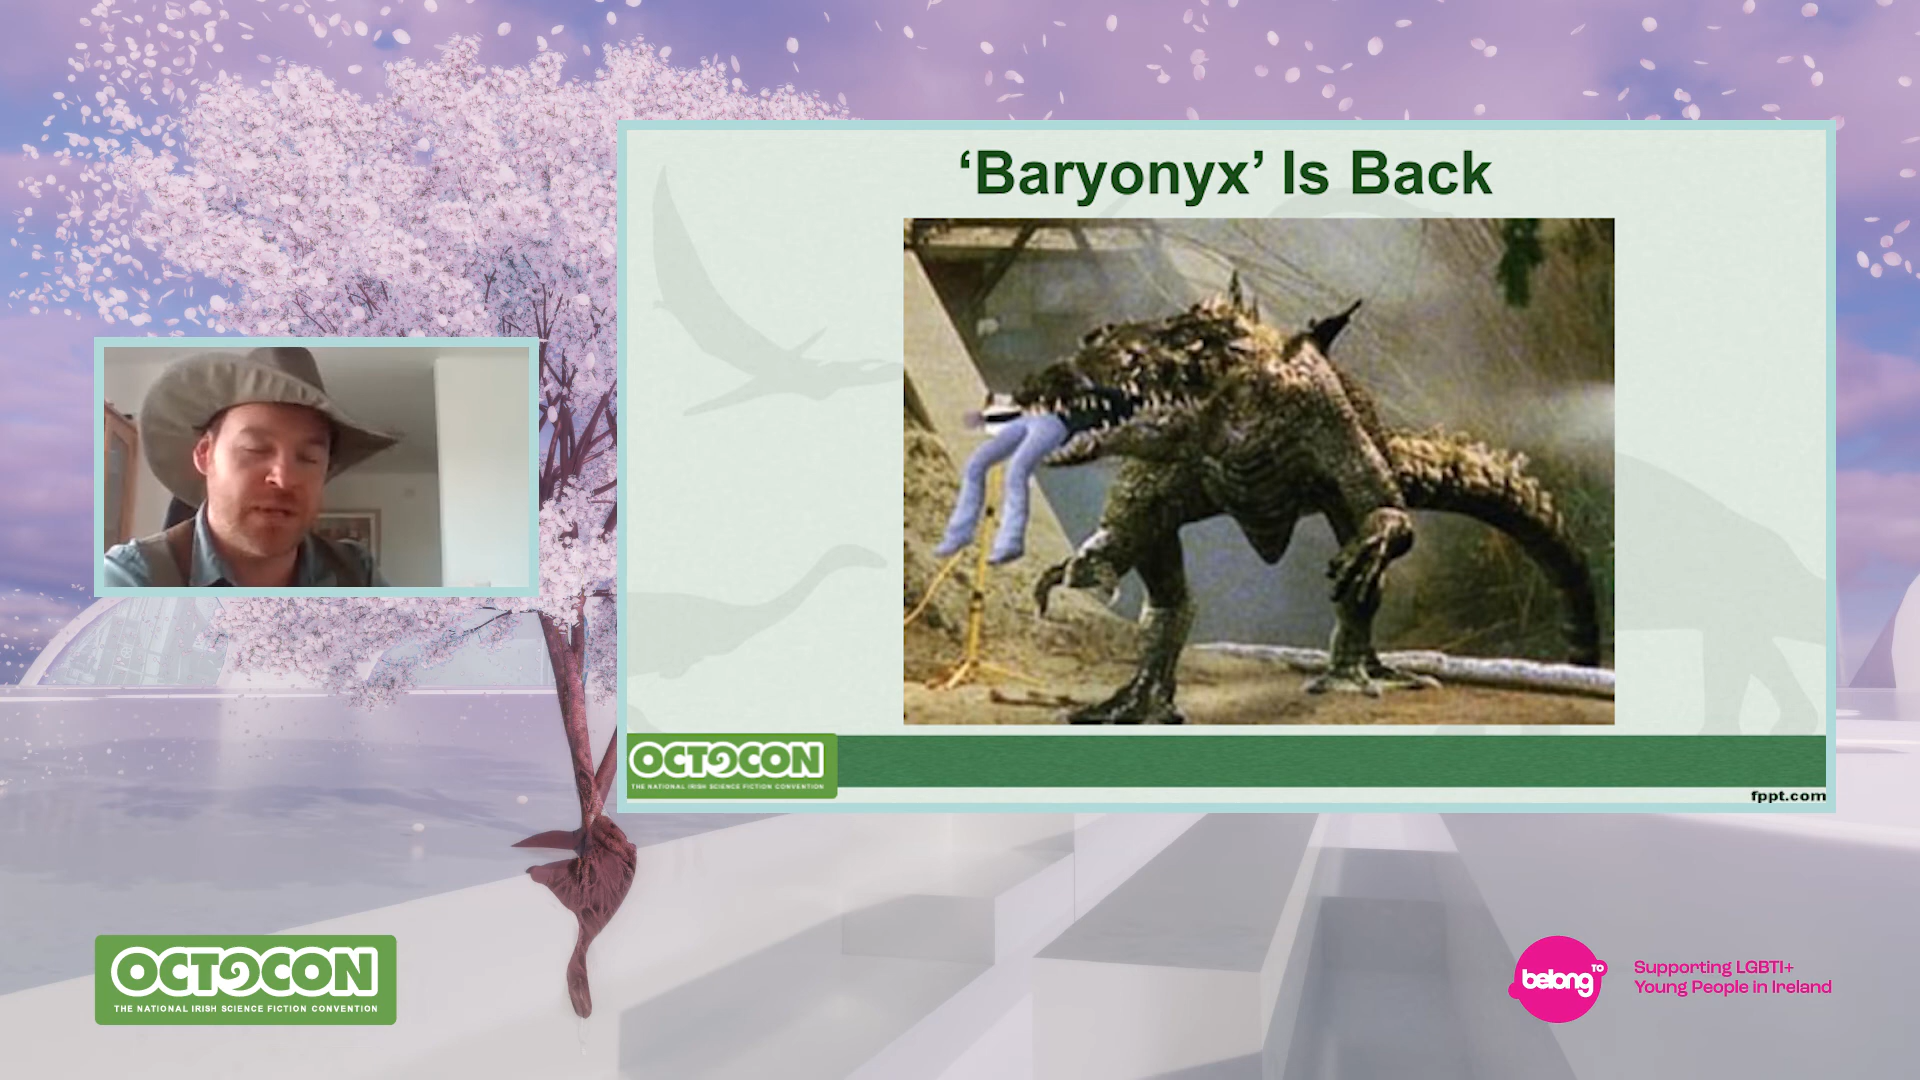 ‘Baryonyx’ Is Back
OCTOCON
THE NATIONAL IRISH SCIENCE FICTION CONVENTION
fppt.com
OCTOCON
THE NATIONAL IRISH SCIENCE FICTION CONVENTION
belong TO
Supporting LGBTI+
Young People in Ireland